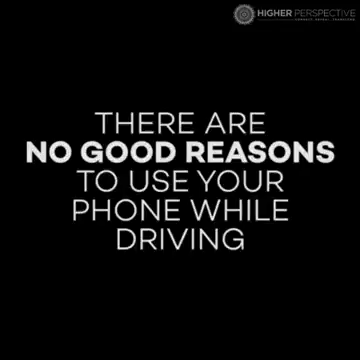 HIGHER PERSPECTIVE
THERE ARE
NO GOOD REASONS
TO USE YOUR
PHONE WHILE
DRIVING